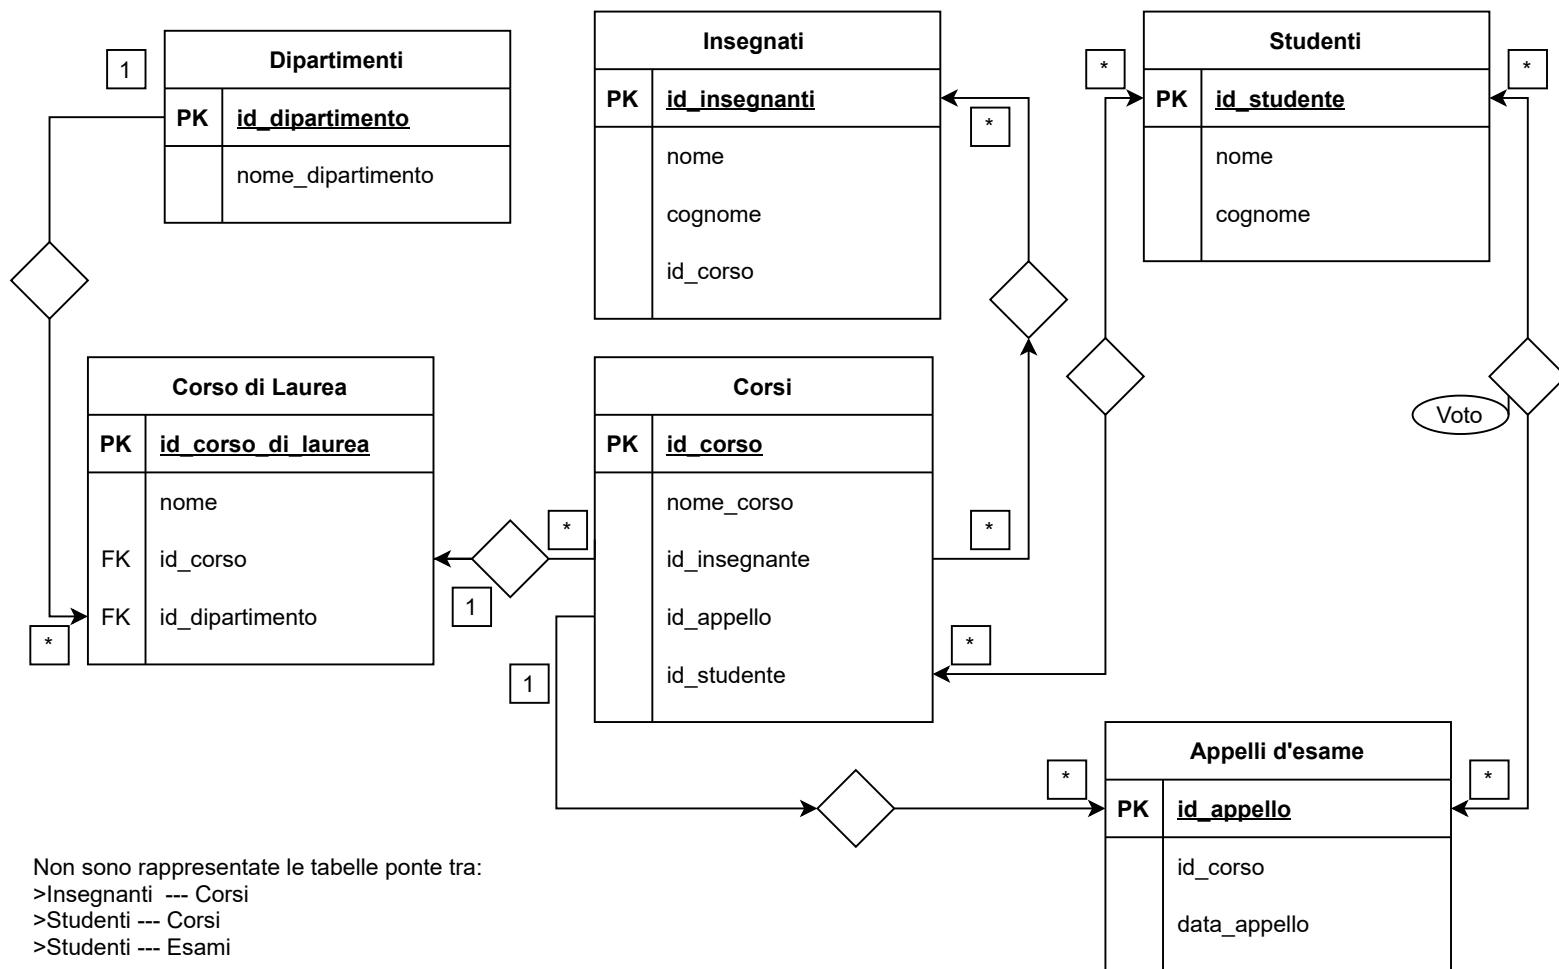 1
Dipartimenti
PK id_dipartimento
nome_dipartimento
Insegnati
PK id_insegnanti
*
nome
cognome
id_corso
*
Studenti
*
PK id_studente
nome
cognome
Corso di Laurea
PK id_corso_di_laurea
nome
FK id_corso
FK id_dipartimento
*
*
1
Corsi
PK id_corso
nome_corso
id_insegnante
*
id_appello
id_studente
*
1
Voto
Appelli d'esame
*
*
PK id_appello
id_corso
data_appello
Non sono rappresentate le tabelle ponte tra:
>Insegnanti --- Corsi
>Studenti --- Corsi
>Studenti --- Esami